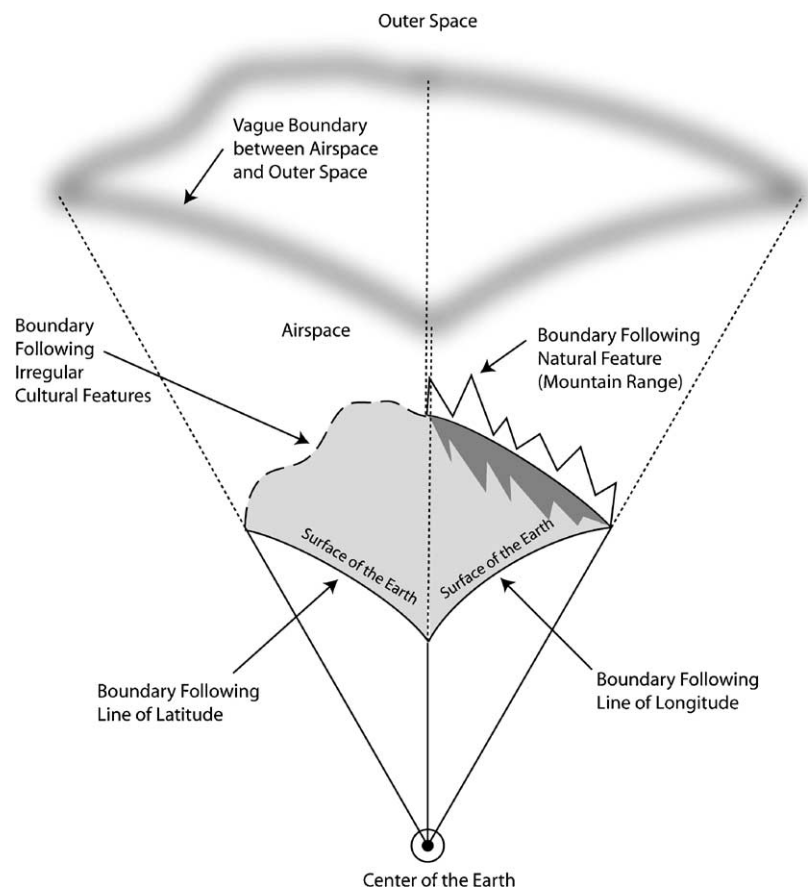 Outer Space
Vague Boundary
between Airspace
and Outer Space
Airspace
Boundary
Following
Irregular
Cultural Features
Boundary Following
Natural Feature
(Mountain Range)
Surface of the Earth
Surface of the Earth
Boundary Following
Line of Latitude
Boundary Following
Line of Longitude
Center of the Earth